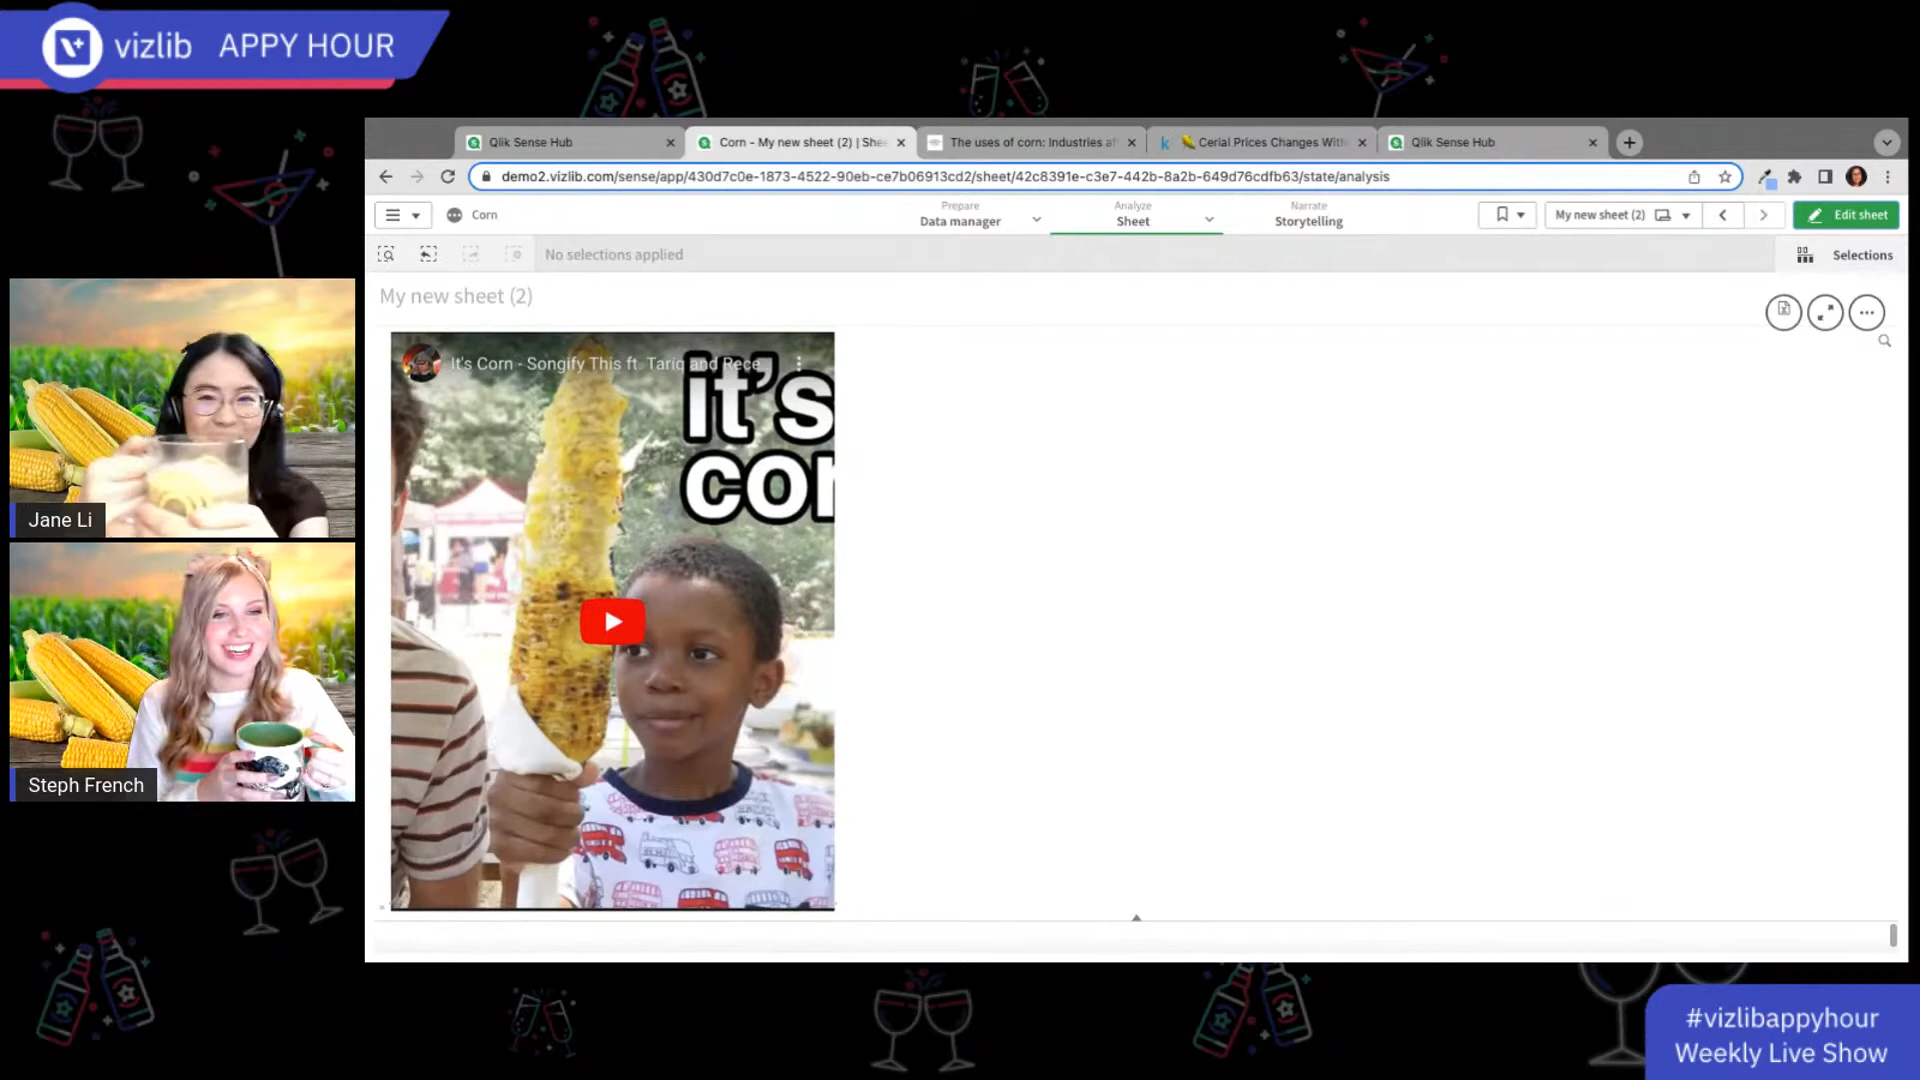 vizlib APPY HOUR
Qlik Sense Hub
Corn - My new sheet (2) | Shee
The uses of corn: Industries af
Cerial Prices Changes With
Qlik Sense Hub
demo2.vizlib.com/sense/app/430d7c0e-1873-4522-90eb-ce7b06913cd2/sheet/42c8391e-c3e7-442b-8a2b-649d76cdfb63/state/analysis
Corn
Prepare
Data manager
Analyze
Sheet
Narrate
Storytelling
My new sheet (2)
Edit sheet
No selections applied
Selections
My new sheet (2)
It's Corn - Songify This ft. Tariq and Rece
it's
cor
Jane Li
Steph French
#vizlibappyhour
Weekly Live Show